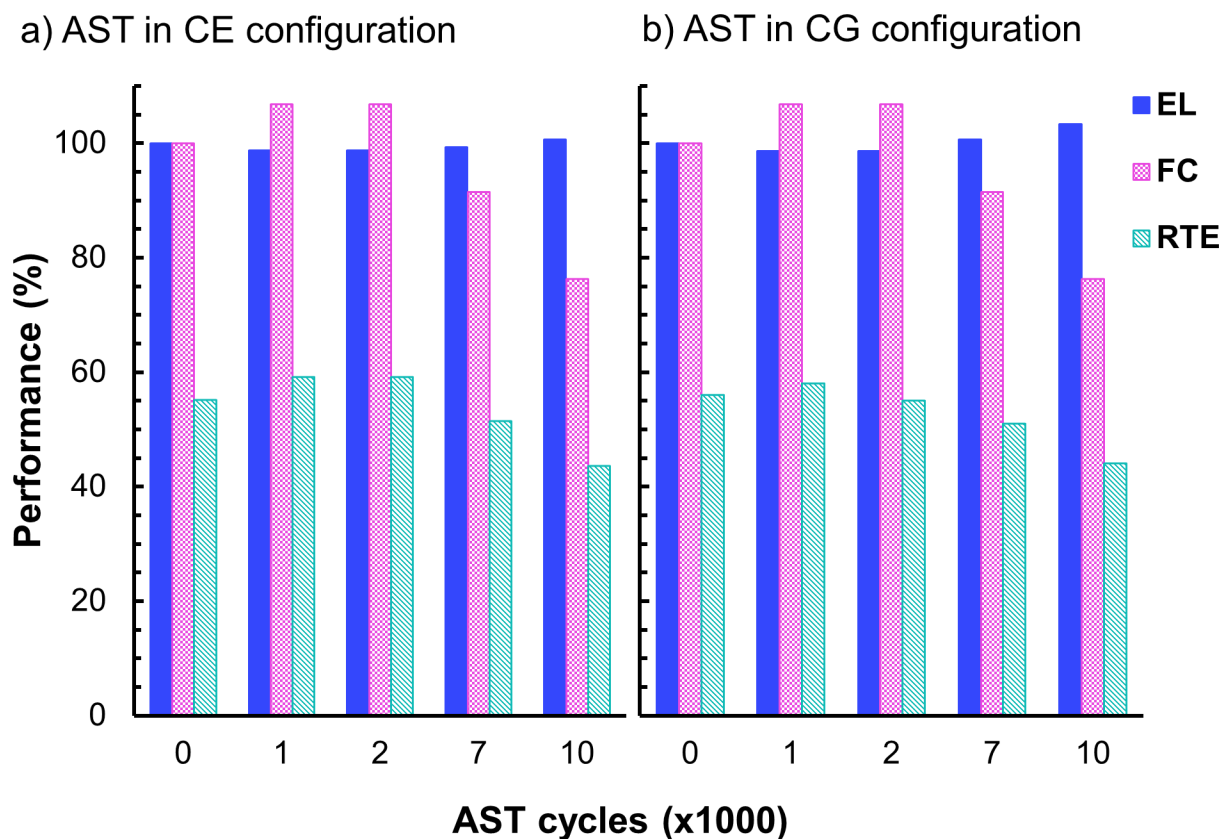 a) AST in CE configuration
b) AST in CG configuration
EL
FC
RTE
Performance (%)
100
80
60
40
20
0
0 1 2 7 10
0 1 2 7 10
AST cycles (x1000)